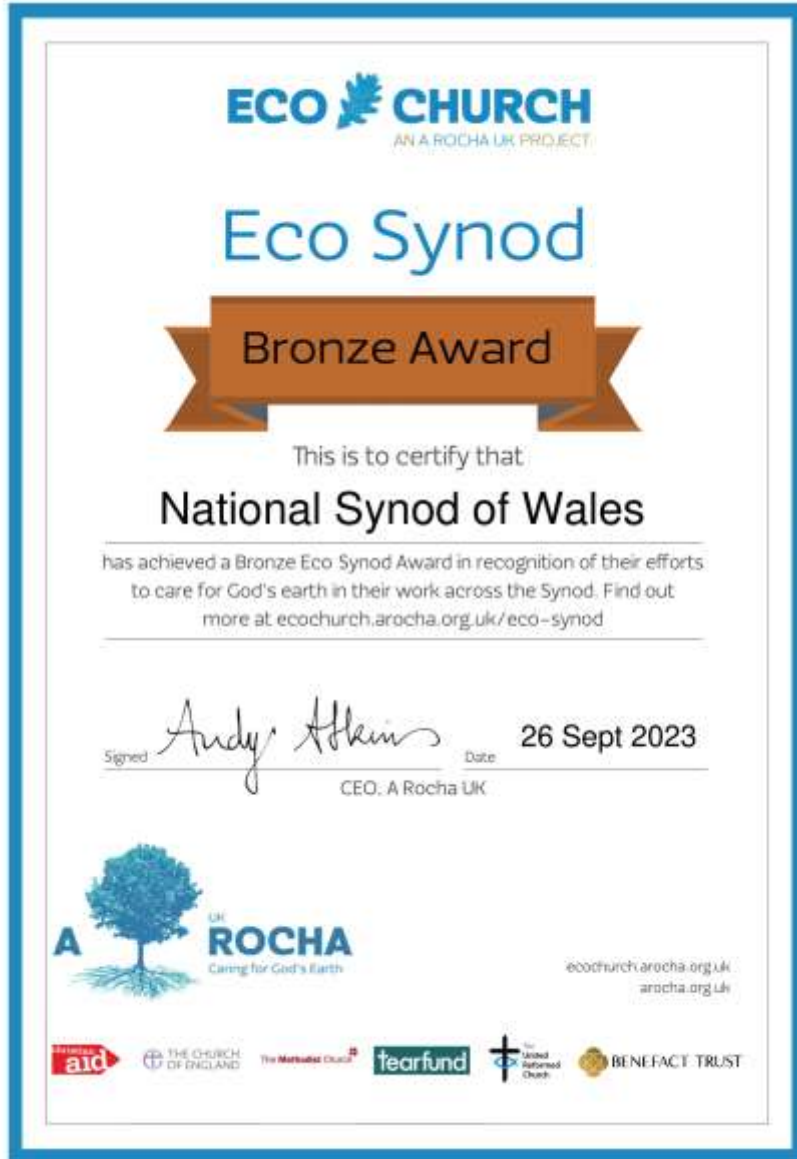 ECO CHURCH
AN A ROCHA UK PROJECT
Eco Synod
Bronze Award
This is to certify that
National Synod of Wales
has achieved a Bronze Eco Synod Award in recognition of their efforts
to care for God's earth in their work across the Synod. Find out
more at ecochurch.arocha.org.uk/eco-synod
Signed Andy Atkins Date 26 Sept 2023
CEO, A Rocha UK
UK
A ROCHA
Caring for God's Earth
ecochurch.arocha.org.uk
arocha.org.uk
christian aid
THE CHURCH OF ENGLAND
The Methodist Church
tearfund
The United Reformed Church
BENEFACT TRUST